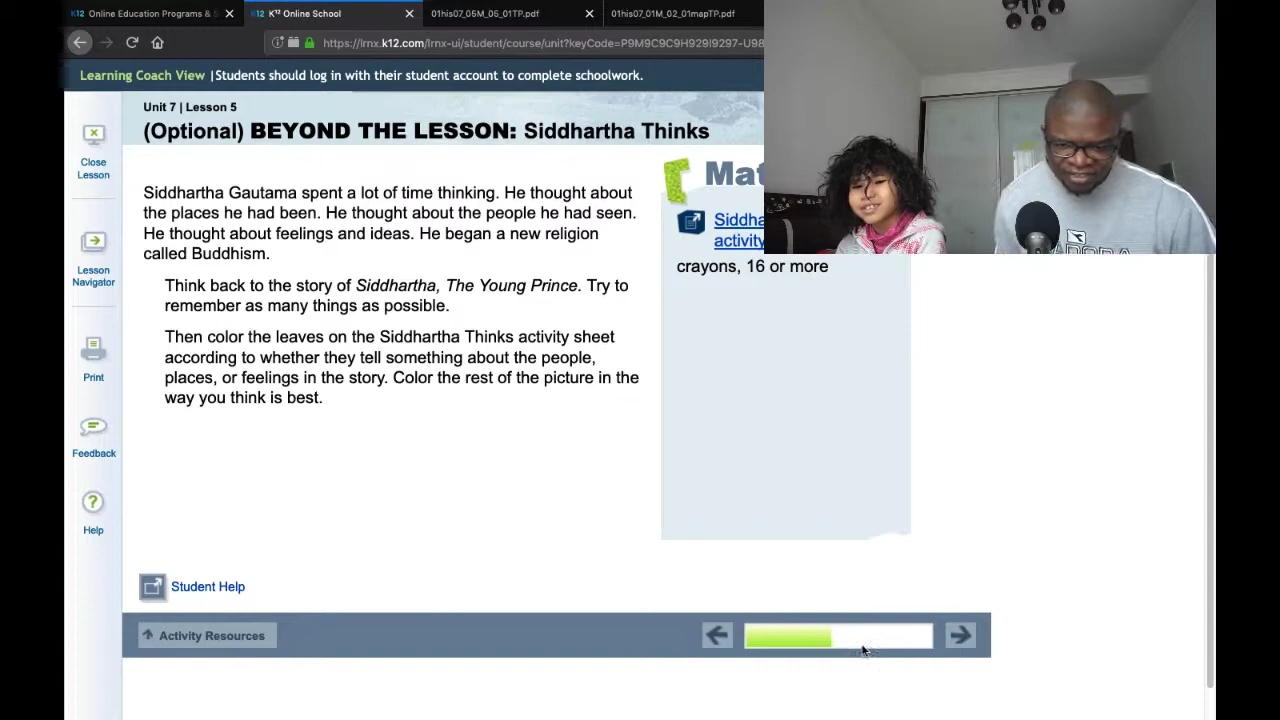 K12 Online Education Programs & S
K¹² Online School
01his07_05M_05_01TP.pdf
01his07_01M_02_01mapTP.pdf
https://lrnx.k12.com/lrnx-ui/student/course/unit?keyCode=P9M9C9C9H929I9297-U98
Learning Coach View | Students should log in with their student account to complete schoolwork.
Close
Lesson
Lesson
Navigator
Print
Feedback
Help
Unit 7 | Lesson 5
(Optional) BEYOND THE LESSON: Siddhartha Thinks
Siddhartha Gautama spent a lot of time thinking. He thought about
the places he had been. He thought about the people he had seen.
He thought about feelings and ideas. He began a new religion
called Buddhism.
Think back to the story of Siddhartha, The Young Prince. Try to
remember as many things as possible.
Then color the leaves on the Siddhartha Thinks activity sheet
according to whether they tell something about the people,
places, or feelings in the story. Color the rest of the picture in the
way you think is best.
Mat
Siddha
activity
crayons, 16 or more
Student Help
Activity Resources